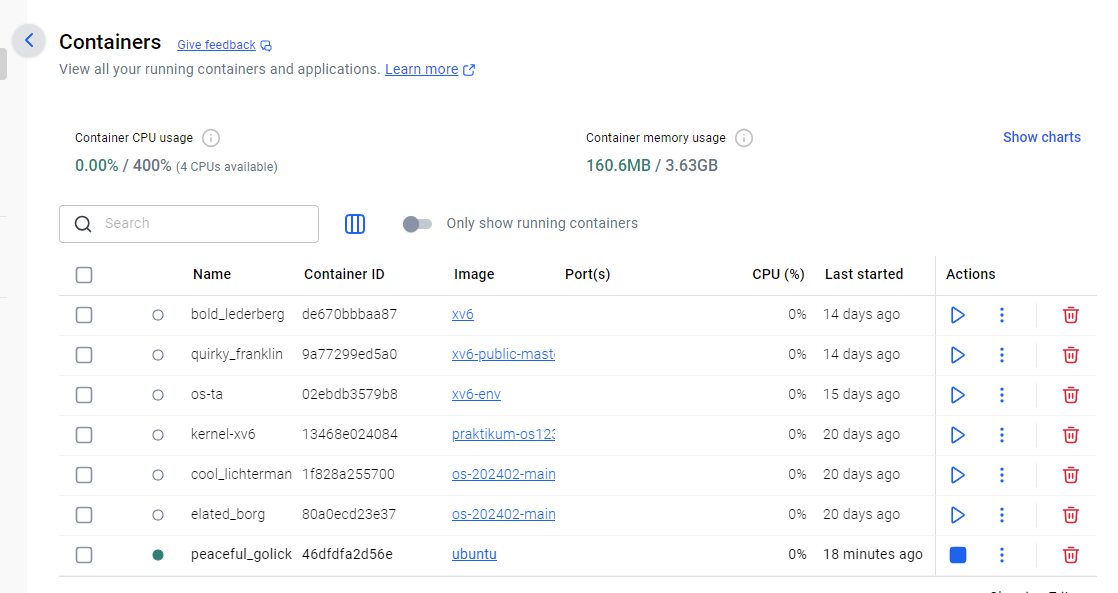 Containers Give feedback
View all your running containers and applications. Learn more
Container CPU usage
0.00% / 400% (4 CPUs available)
Container memory usage
160.6MB / 3.63GB
Show charts
Search
Only show running containers
Name Container ID Image Port(s) CPU (%) Last started Actions
bold_lederberg de670bbbaa87 xv6 0% 14 days ago
quirky_franklin 9a77299ed5a0 xv6-public-mast 0% 14 days ago
os-ta 02ebdb3579b8 xv6-env 0% 15 days ago
kernel-xv6 13468e024084 praktikum-os123 0% 20 days ago
cool_lichterman 1f828a255700 os-202402-main 0% 20 days ago
elated_borg 80a0ecd23e37 os-202402-main 0% 20 days ago
peaceful_golick 46dfdfa2d56e ubuntu 0% 18 minutes ago